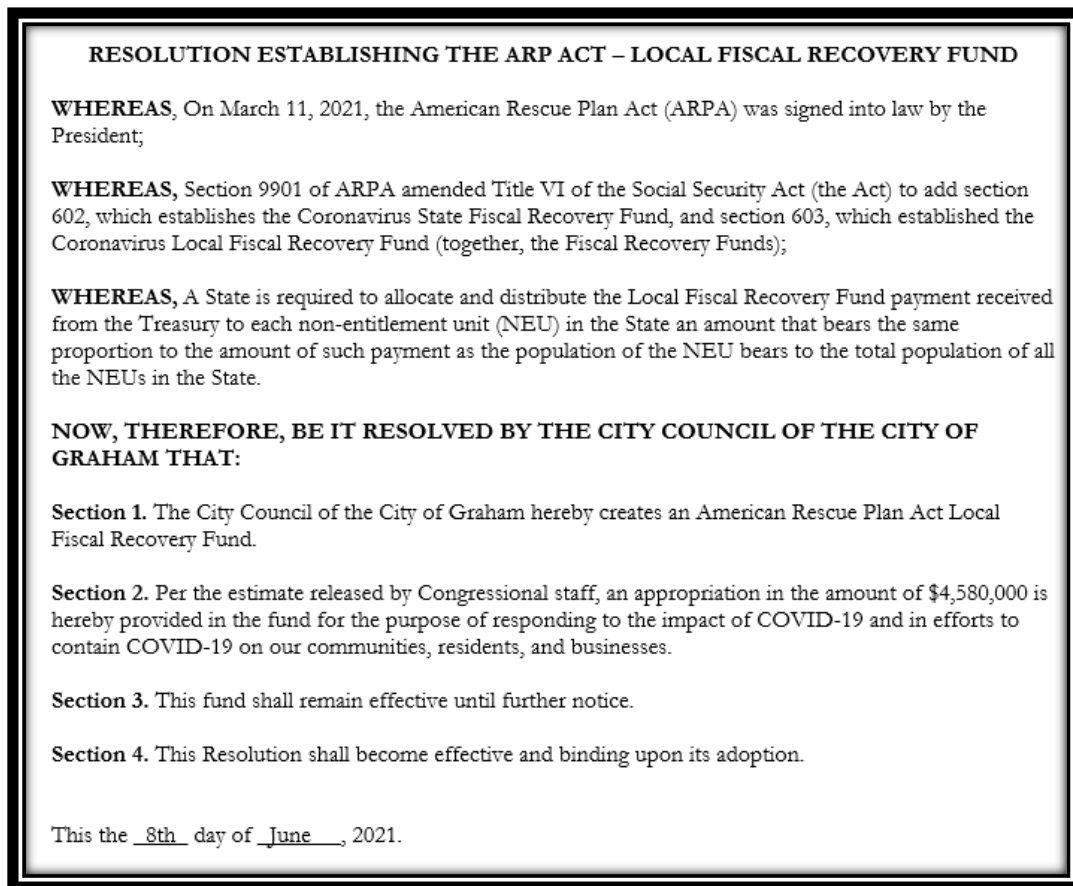 RESOLUTION ESTABLISHING THE ARP ACT – LOCAL FISCAL RECOVERY FUND
WHEREAS, On March 11, 2021, the American Rescue Plan Act (ARPA) was signed into law by the
President;
WHEREAS, Section 9901 of ARPA amended Title VI of the Social Security Act (the Act) to add section
602, which establishes the Coronavirus State Fiscal Recovery Fund, and section 603, which established the
Coronavirus Local Fiscal Recovery Fund (together, the Fiscal Recovery Funds);
WHEREAS, A State is required to allocate and distribute the Local Fiscal Recovery Fund payment received
from the Treasury to each non-entitlement unit (NEU) in the State an amount that bears the same
proportion to the amount of such payment as the population of the NEU bears to the total population of all
the NEUs in the State.
NOW, THEREFORE, BE IT RESOLVED BY THE CITY COUNCIL OF THE CITY OF
GRAHAM THAT:
Section 1. The City Council of the City of Graham hereby creates an American Rescue Plan Act Local
Fiscal Recovery Fund.
Section 2. Per the estimate released by Congressional staff, an appropriation in the amount of $4,580,000 is
hereby provided in the fund for the purpose of responding to the impact of COVID-19 and in efforts to
contain COVID-19 on our communities, residents, and businesses.
Section 3. This fund shall remain effective until further notice.
Section 4. This Resolution shall become effective and binding upon its adoption.
This the _8th_ day of _June___, 2021.